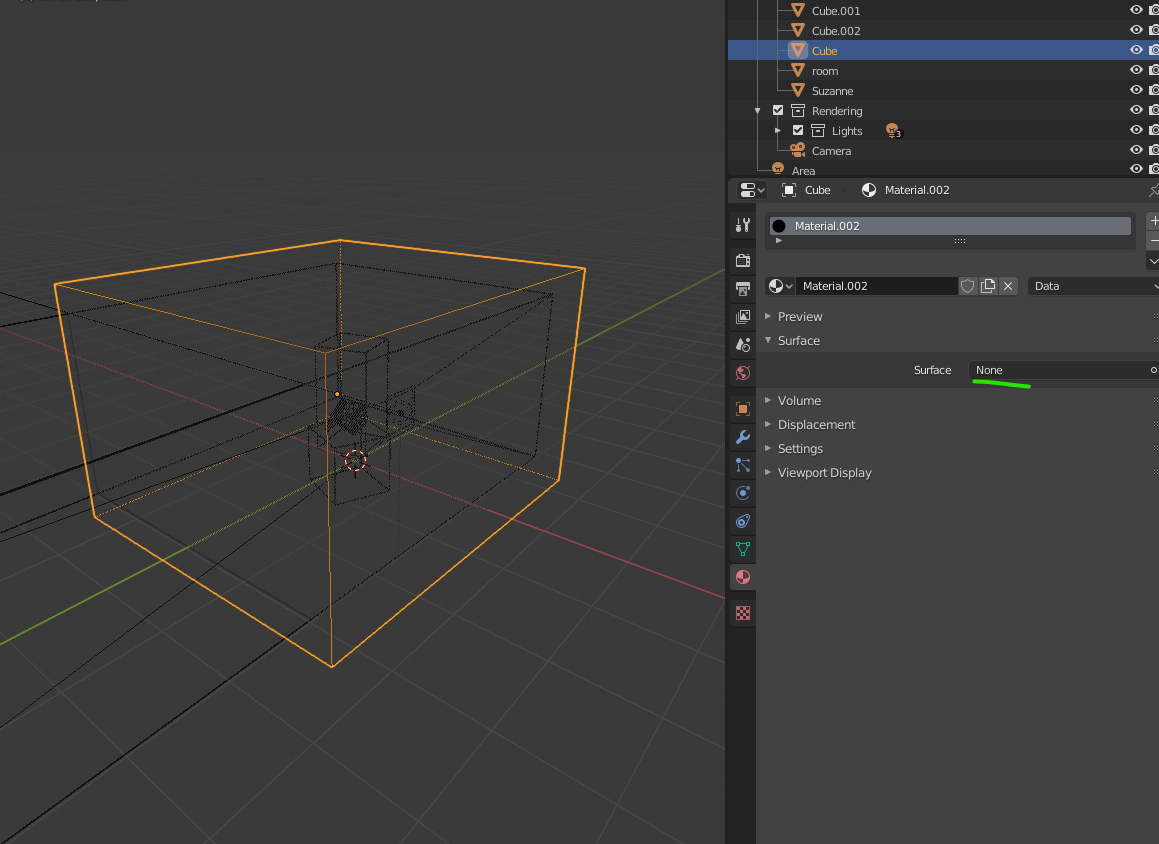 Cube.001
Cube.002
Cube
room
Suzanne
Rendering
Lights 3
Camera
Area
Cube Material.002
Material.002
Material.002 Data
Preview
Surface
Surface None
Volume
Displacement
Settings
Viewport Display